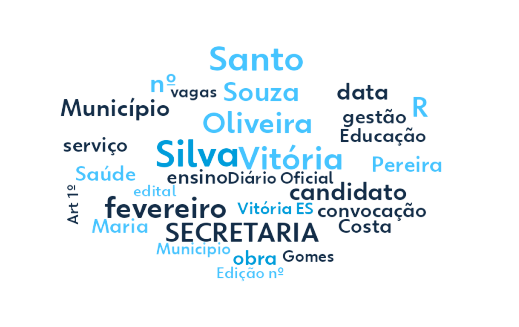 Santo
nº
vagas
Souza
data
Município
R
gestão
Oliveira
Educação
serviço
Silva
Vitória
Pereira
Saúde
ensino
Diário Oficial
edital
candidato
Art 1º
fevereiro
Vitória ES
convocação
Maria
SECRETARIA
Costa
Municipio
obra
Gomes
Edição nº